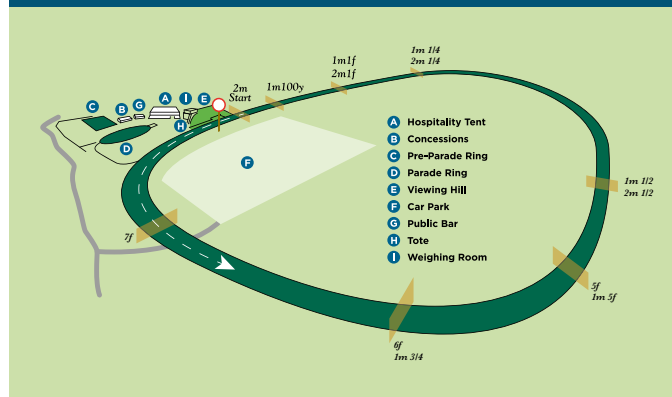 1m1f
2m1f
1m 1/4
2m 1/4
2m
Start
1m100y
C
B
G
A
I
E
H
D
F
7f
A Hospitality Tent
B Concessions
C Pre-Parade Ring
D Parade Ring
E Viewing Hill
F Car Park
G Public Bar
H Tote
I Weighing Room
1m 1/2
2m 1/2
5f
1m 5f
6f
1m 3/4